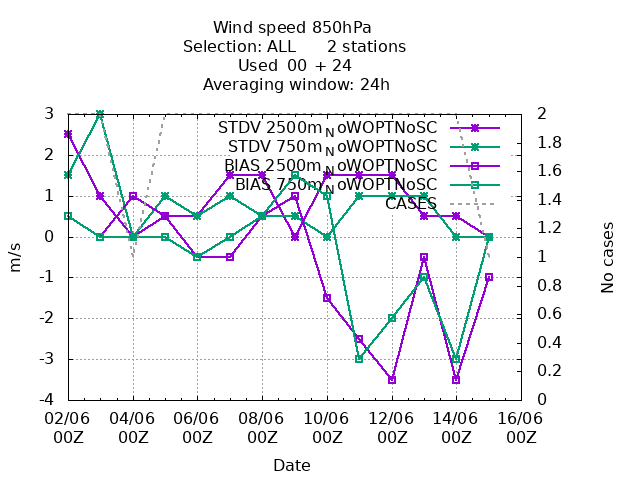 Wind speed 850hPa
Selection: ALL 2 stations
Used 00 + 24
Averaging window: 24h
STDV 2500m_NoWOPTNoSC
STDV 750m_NoWOPTNoSC
BIAS 2500m_NoWOPTNoSC
BIAS 750m_NoWOPTNoSC
CASES
m/s
3
2
1
0
-1
-2
-3
-4
No cases
2
1.8
1.6
1.4
1.2
1
0.8
0.6
0.4
0.2
0
02/06 04/06 06/06 08/06 10/06 12/06 14/06 16/06
00Z 00Z 00Z 00Z 00Z 00Z 00Z 00Z
Date